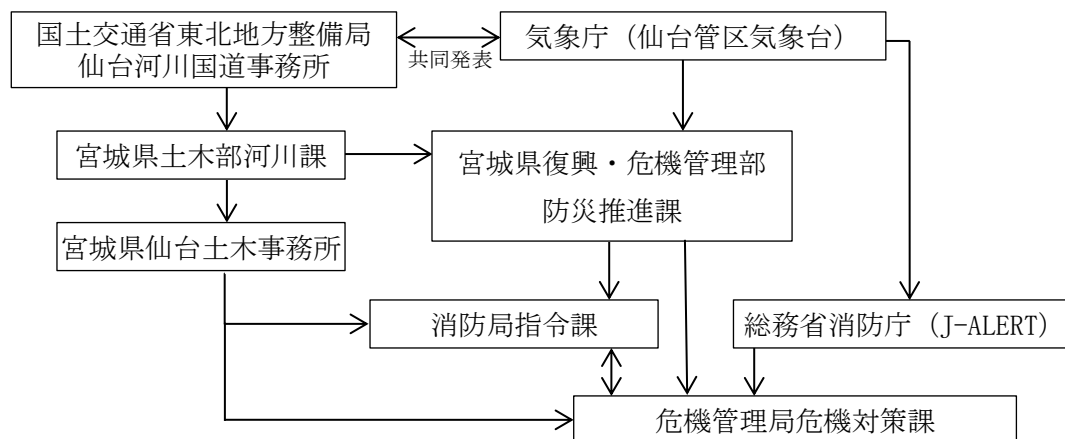 国土交通省東北地方整備局
仙台河川国道事務所
共同発表
気象庁（仙台管区気象台）
宮城県土木部河川課
宮城県復興・危機管理部
防災推進課
宮城県仙台土木事務所
消防局指令課
総務省消防庁（J-ALERT）
危機管理局危機対策課